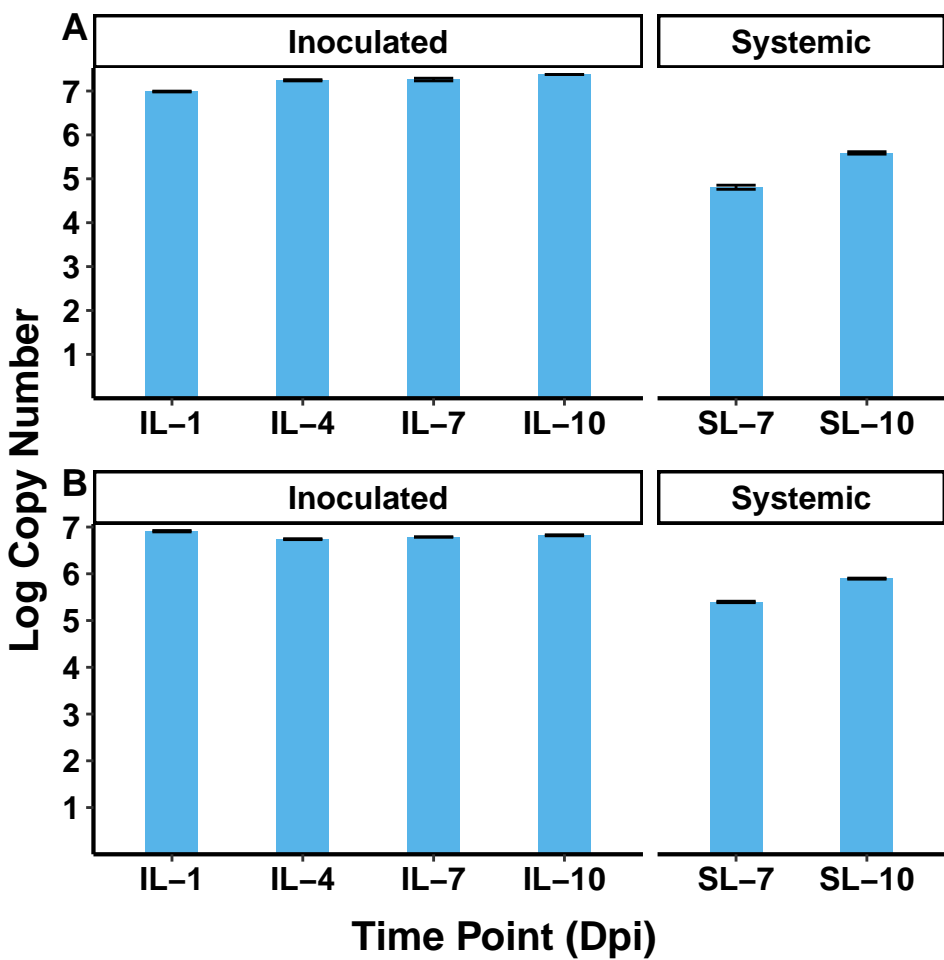 A
Inoculated
Systemic
7
6
5
4
3
2
1
IL−1
IL−4
IL−7
IL−10
SL−7
SL−10
Log Copy Number
B
Inoculated
Systemic
7
6
5
4
3
2
1
IL−1
IL−4
IL−7
IL−10
SL−7
SL−10
Time Point (Dpi)